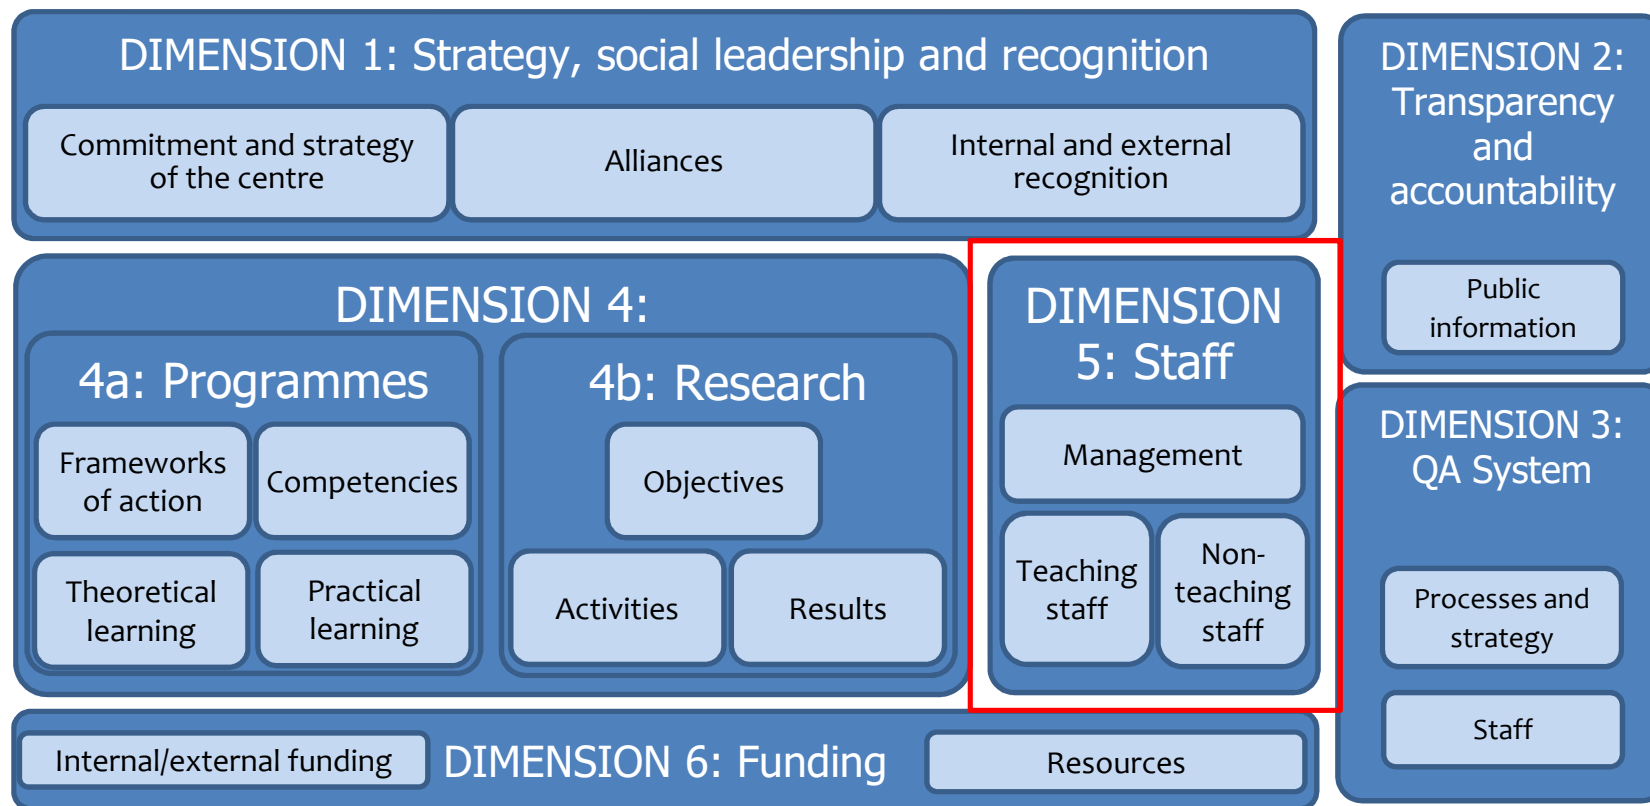 DIMENSION 1: Strategy, social leadership and recognition
Commitment and strategy
of the centre
Alliances
Internal and external
recognition
DIMENSION 2:
Transparency
and
accountability
Public
information
DIMENSION 4:
4a: Programmes
Frameworks
of action
Competencies
Theoretical
learning
Practical
learning
4b: Research
Objectives
Activities
Results
DIMENSION
5: Staff
Management
Teaching
staff
Non-
teaching
staff
DIMENSION 3:
QA System
Processes and
strategy
Staff
Internal/external funding
DIMENSION 6: Funding
Resources